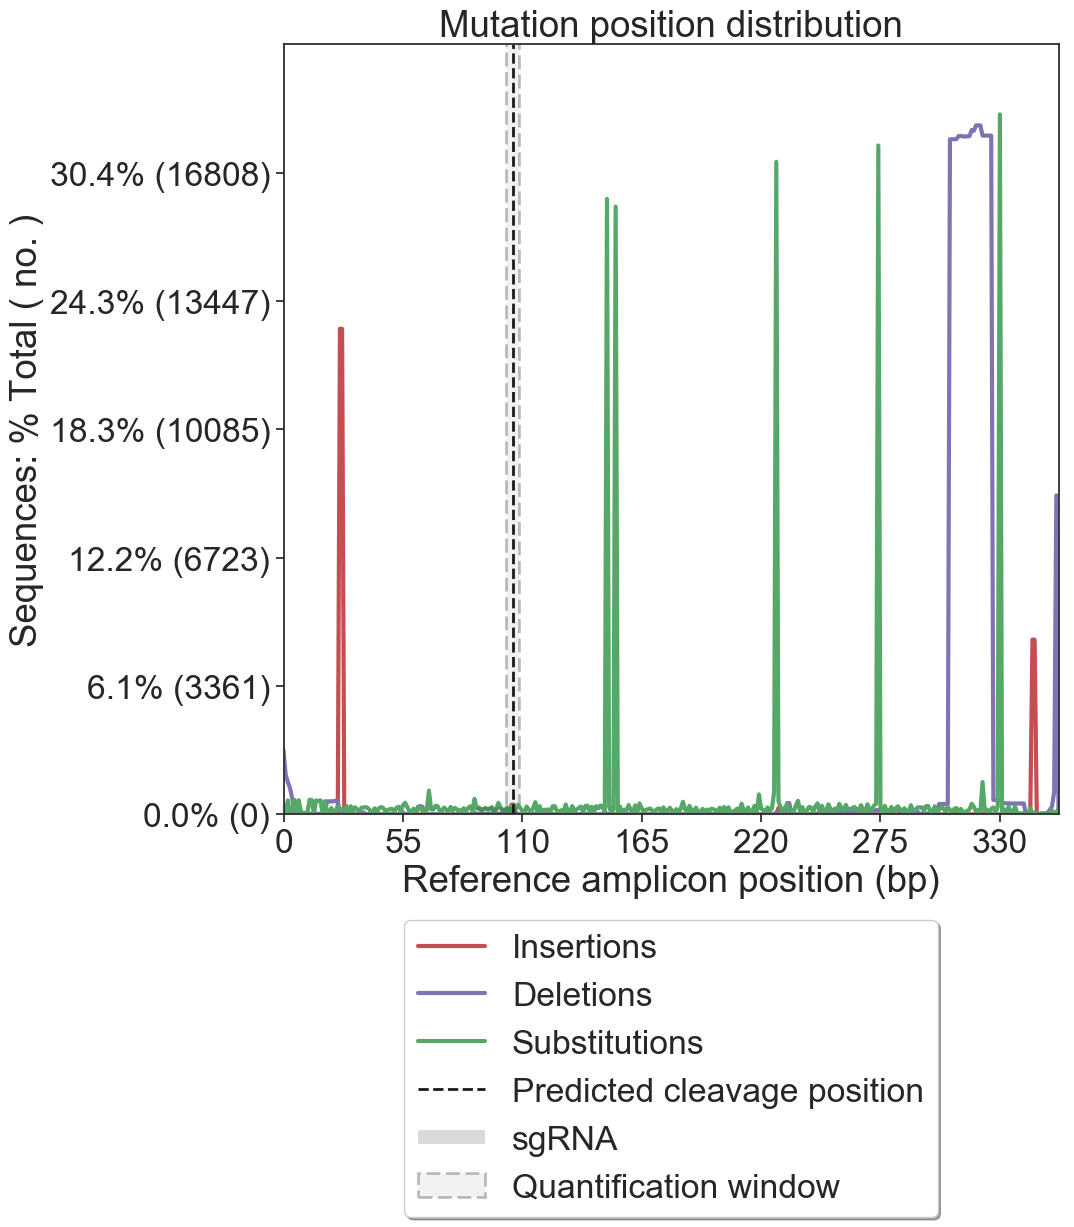 Mutation position distribution
Sequences: % Total ( no. )
30.4% (16808)
24.3% (13447)
18.3% (10085)
12.2% (6723)
6.1% (3361)
0.0% (0)
0 55 110 165 220 275 330
Reference amplicon position (bp)
Insertions
Deletions
Substitutions
Predicted cleavage position
sgRNA
Quantification window